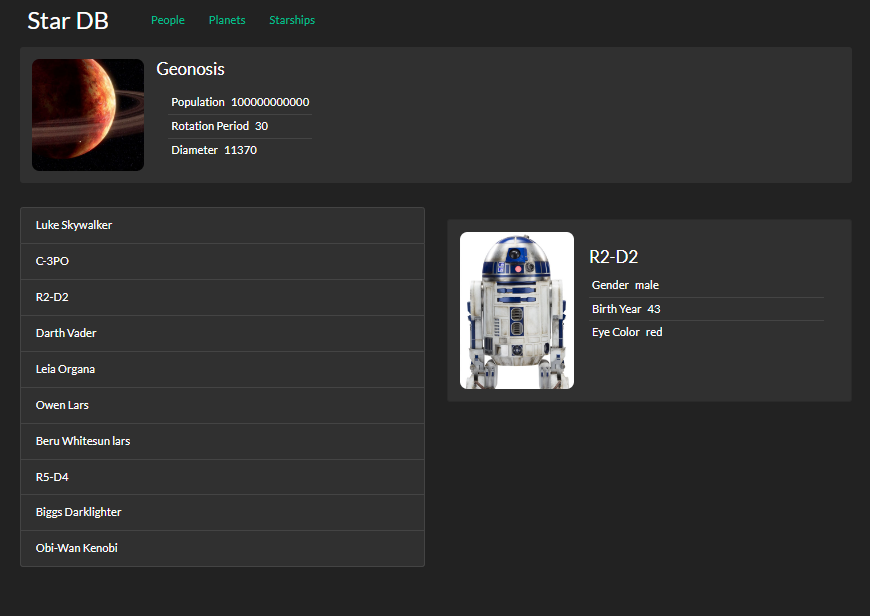 Star DB
People Planets Starships
Geonosis
Population 100000000000
Rotation Period 30
Diameter 11370
Luke Skywalker
C-3PO
R2-D2
Darth Vader
Leia Organa
Owen Lars
Beru Whitesun lars
R5-D4
Biggs Darklighter
Obi-Wan Kenobi
R2-D2
Gender male
Birth Year 43
Eye Color red